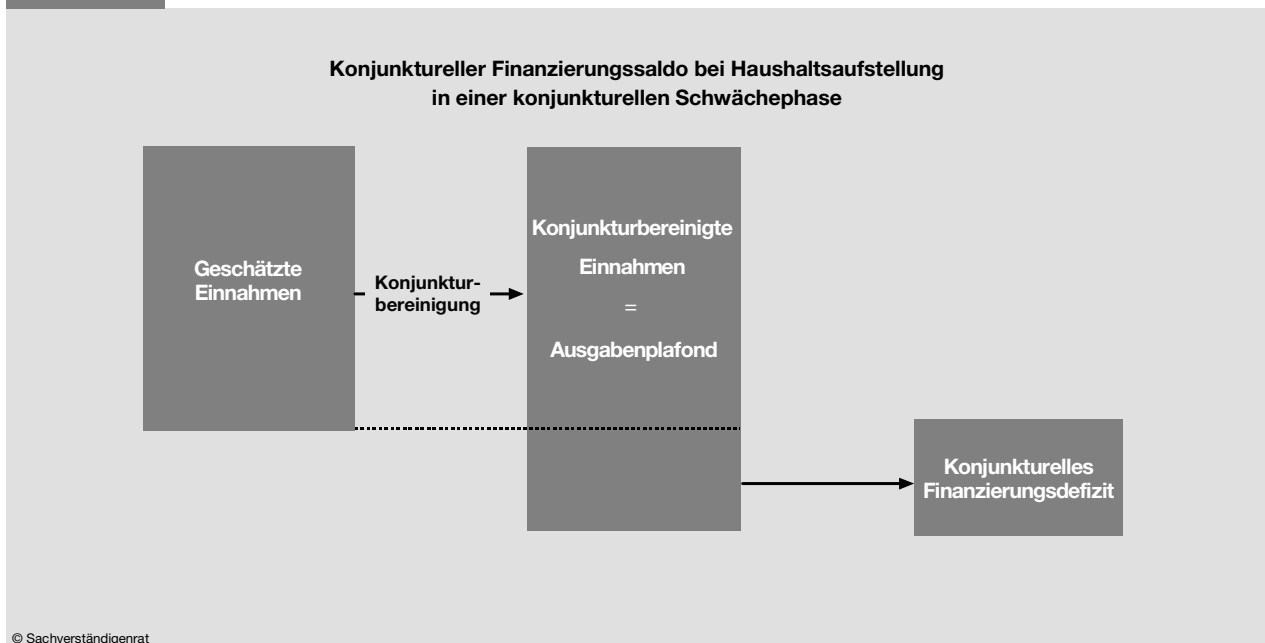 Konjunktureller Finanzierungssaldo bei Haushaltsaufstellung
in einer konjunkturellen Schwächephase
Geschätzte
Einnahmen
Konjunktur-
bereinigung
Konjunkturbereinigte
Einnahmen
=
Ausgabenplafond
Konjunkturelles
Finanzierungsdefizit
© Sachverständigenrat